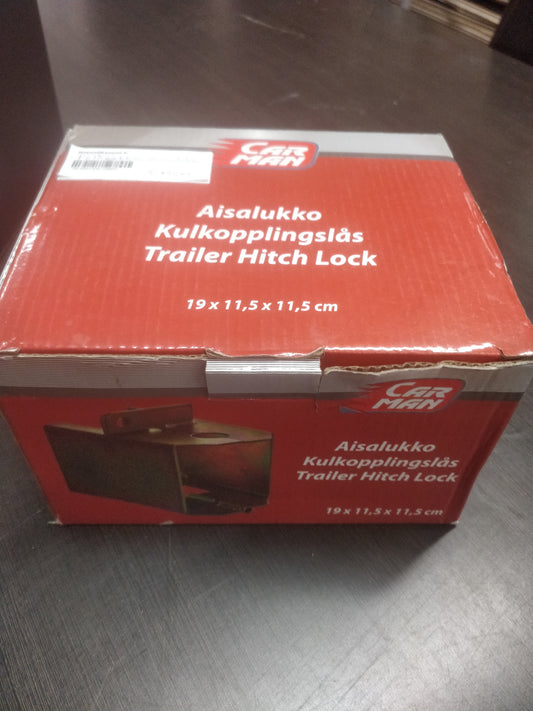 CAR
MAN
Aisalukko
Kulkopplingslås
Trailer Hitch Lock
19 x 11,5 x 11,5 cm
CAR
MAN
Aisalukko
Kulkopplingslås
Trailer Hitch Lock
19 x 11,5 x 11,5 cm